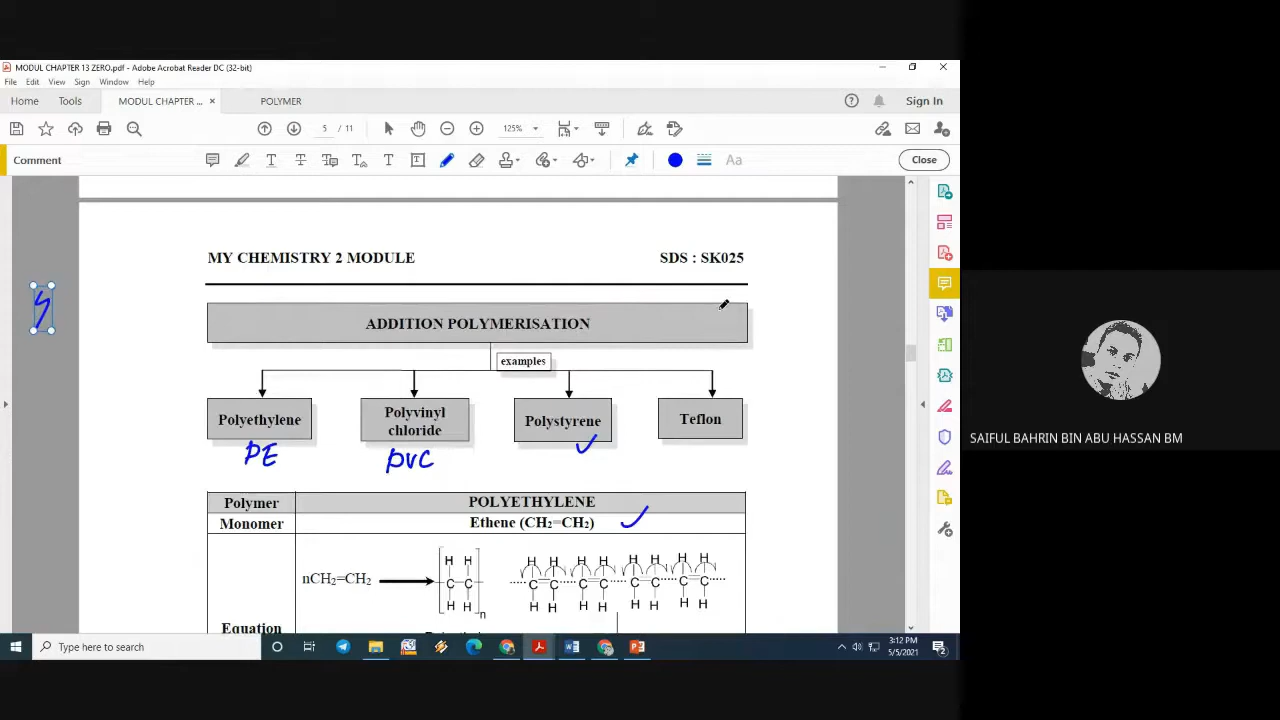 MODUL CHAPTER 13 ZERO.pdf - Adobe Acrobat Reader DC (32-bit)
File Edit View Sign Window Help
Home Tools MODUL CHAPTER ... × POLYMER Sign In
5 / 11 125%
Comment Close
MY CHEMISTRY 2 MODULE SDS : SK025
ADDITION POLYMERISATION
examples
Polyethylene Polyvinyl chloride Polystyrene Teflon
PE PVC
Polymer POLYETHYLENE
Monomer Ethene (CH₂=CH₂)
nCH₂=CH₂
H H H H H H H H H H
C C C C C C C C C C
H H H H H H H H H H
n
Equation
SAIFUL BAHRIN BIN ABU HASSAN BM
Type here to search
3:12 PM
5/5/2021
2